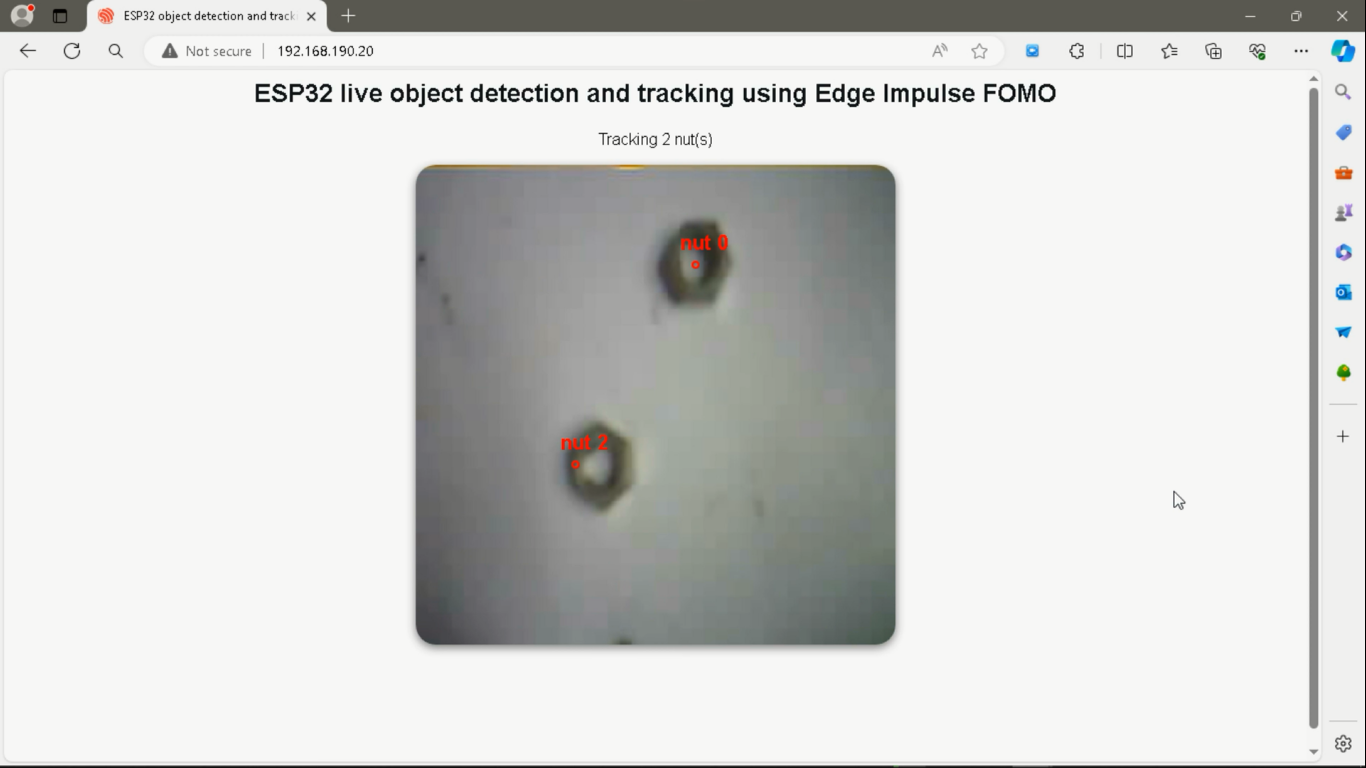 ESP32 object detection and track
Not secure
192.168.190.20
ESP32 live object detection and tracking using Edge Impulse FOMO
Tracking 2 nut(s)
nut 0
nut 2